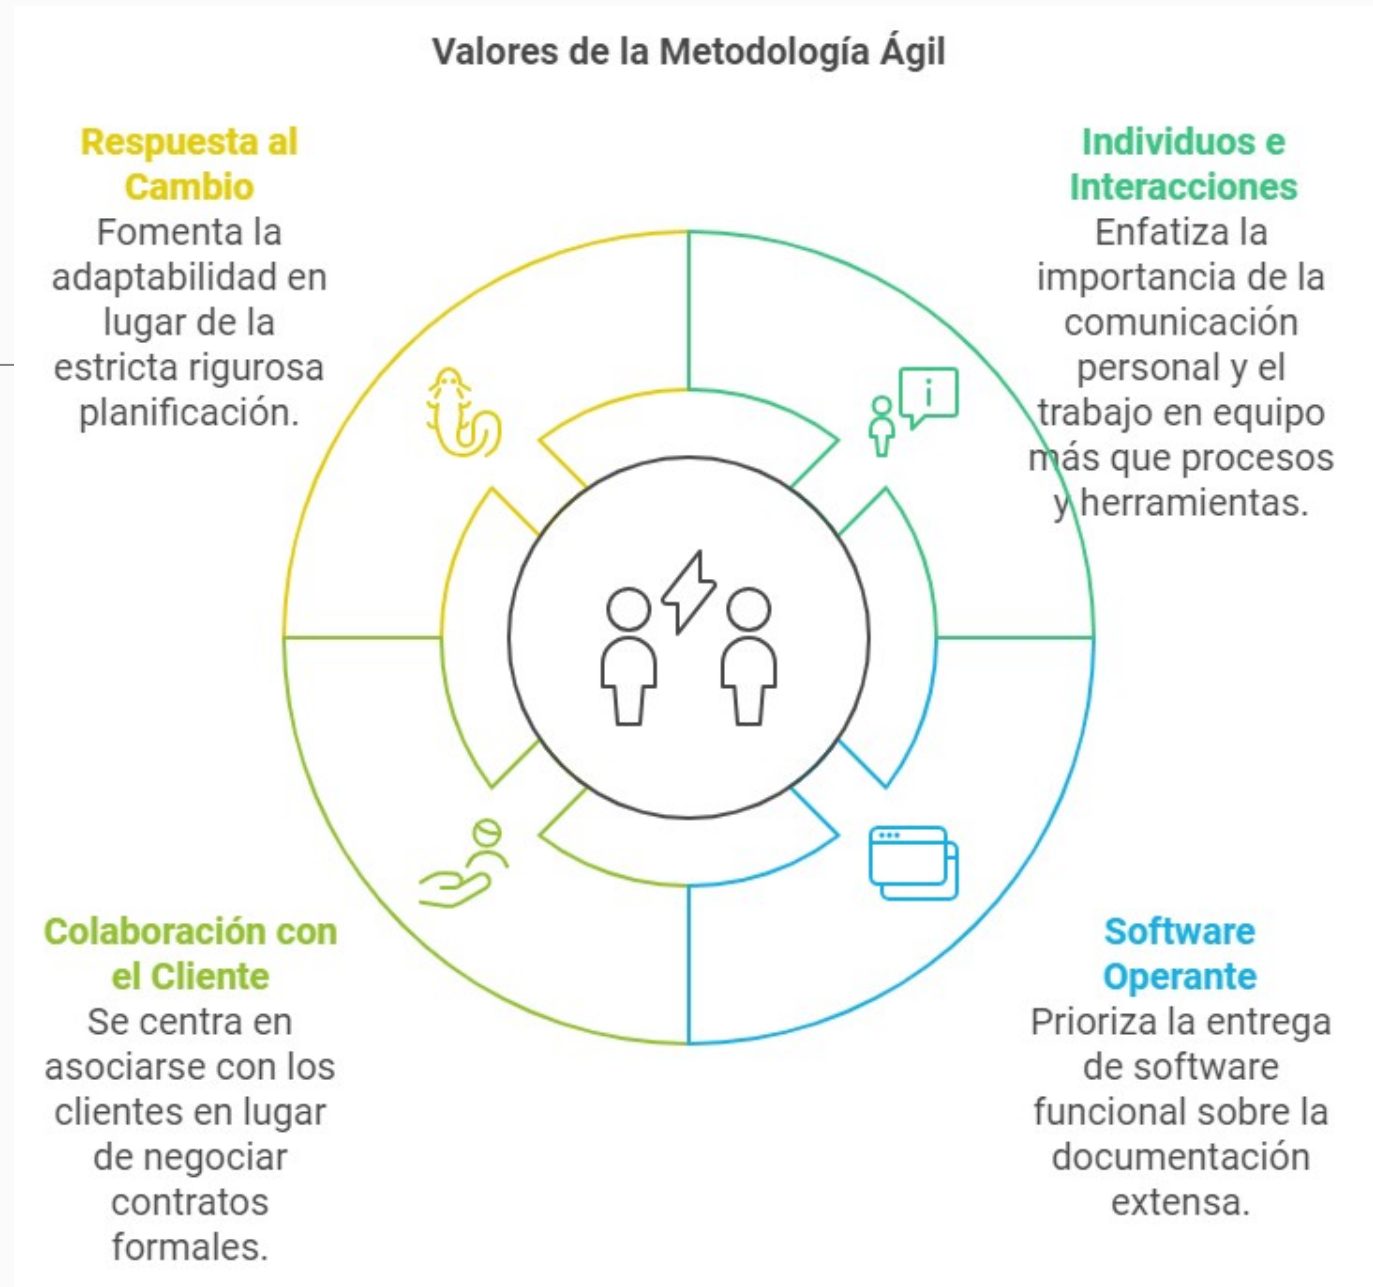 Valores de la Metodología Ágil
Respuesta al
Cambio
Fomenta la
adaptabilidad en
lugar de la
estricta rigurosa
planificación.
Individuos e
Interacciones
Enfatiza la
importancia de la
comunicación
personal y el
trabajo en equipo
más que procesos
y herramientas.
i
Colaboración con
el Cliente
Se centra en
asociarse con los
clientes en lugar
de negociar
contratos
formales.
Software
Operante
Prioriza la entrega
de software
funcional sobre la
documentación
extensa.